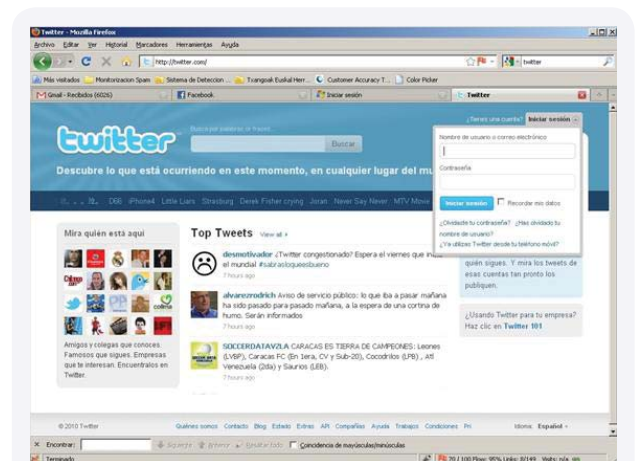 Twitter - Mozilla Firefox
Archivo Editar Ver Historial Marcadores Herramientas Ayuda
http://twitter.com/
twitter
Más visitados Monitorizacion Spam Sistema de Deteccion ... Tvangnak Euskal Herr... Customer Accuracy T... Color Picker
Gmail - Recibidos (6026) Facebook Iniciar sesión Twitter
¿Tienes una cuenta? Iniciar sesión
twitter
Buscar
Descubre lo que está ocurriendo en este momento, en cualquier lugar del mu
Nombre de usuario o correo electrónico
Contraseña
Iniciar sesión Recordar mis datos
¿Olvidaste tu contraseña? ¿Has olvidado tu
nombre de usuario?
¿Ya utilizas Twitter desde tu teléfono móvil?
D66 iPhone4 Little Liars Strasburg Derek Fisher crying Joran Never Say Never MTV Movie
Mira quién está aquí
Amigos y colegas que conoces.
Famosos que sigues. Empresas
que te interesan. Encuentralos en
Twitter.
Top Tweets View all
desmotivador ¿Twitter congestionado? Espera el viernes que inicia
el mundial #sabrasloqueesbueno
7 hours ago
alvarezrodrich Aviso de servicio público: lo que iba a pasar mañana
ha sido pasado para pasado mañana, a la espera de una cortina de
humo. Serán informados
7 hours ago
SOCCERDATAVZLA CARACAS ES TIERRA DE CAMPEONES: Leones
(LVBP), Caracas FC (En 1era, CV y Sub-20), Cocodrilos (LPB) , Atl
Venezuela (2da) y Saurios (LEB).
7 hours ago
quién sigues. Y mira los tweets de
esas cuentas tan pronto los
publiquen.
¿Usando Twitter para tu empresa?
Haz clic en Twitter 101
© 2010 Twitter
Quiénes somos Contacto Blog Estado Extras API Compañías Ayuda Trabajos Condiciones Pri
Idioma: Español
Encontrar: Siguiente Anterior Resaltar todo Coincidencia de mayúsculas/minúsculas
Terminado